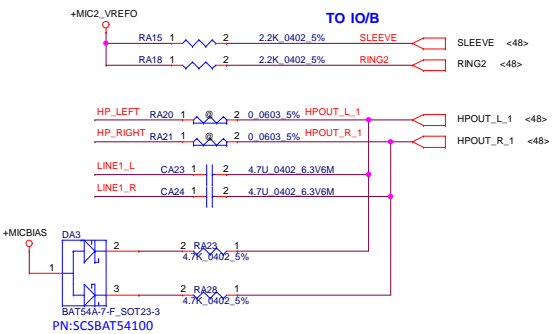 TO IO/B
+MIC2_VREFO
RA15 1 2 2.2K_0402_5% SLEEVE SLEEVE <48>
RA18 1 2 2.2K_0402_5% RING2 RING2 <48>
HP_LEFT RA20 1 @ 2 0_0603_5% HPOUT_L_1 HPOUT_L_1 <48>
HP_RIGHT RA21 1 @ 2 0_0603_5% HPOUT_R_1 HPOUT_R_1 <48>
LINE1_L CA23 1 2 4.7U_0402_6.3V6M
LINE1_R CA24 1 2 4.7U_0402_6.3V6M
+MICBIAS
DA3
2 2 RA23 1
4.7K_0402_5%
1
3 2 RA28 1
4.7K_0402_5%
BAT54A-7-F_SOT23-3
PN:SCSBAT54100